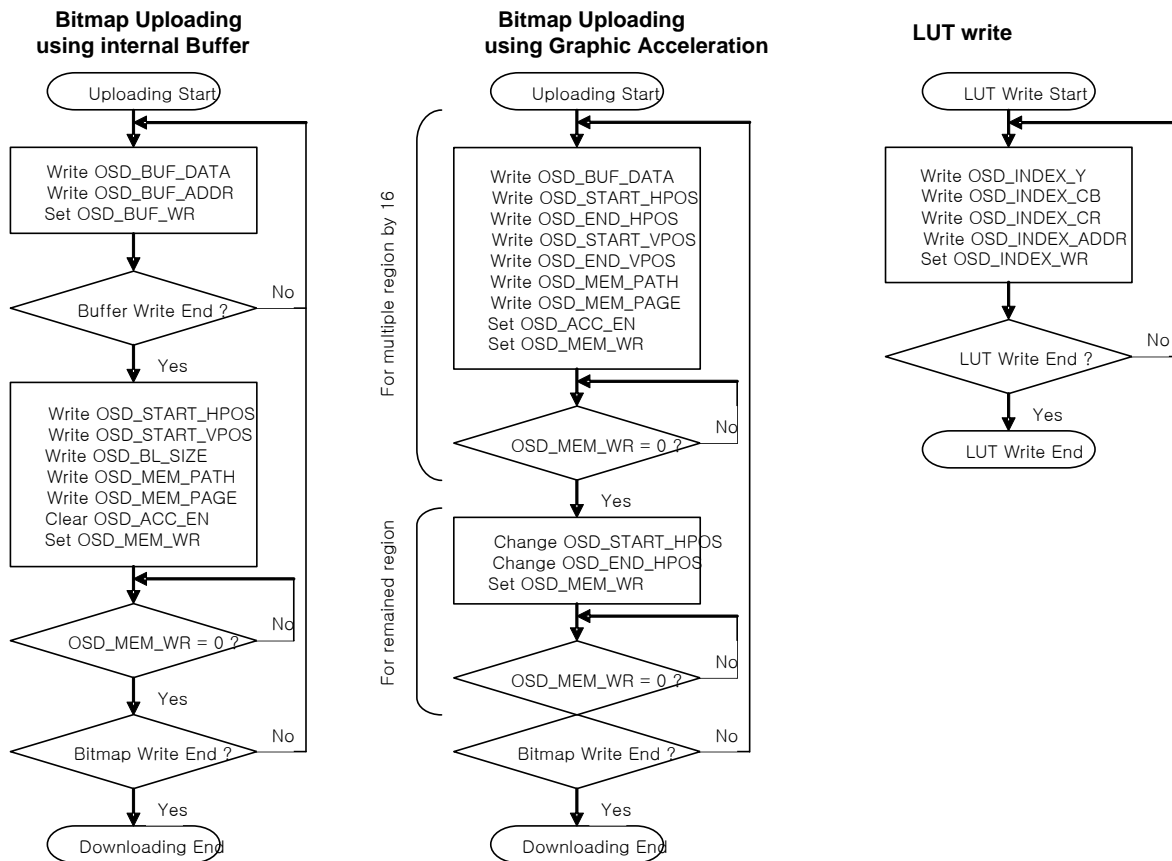 Bitmap Uploading
using internal Buffer
Uploading Start
Write OSD_BUF_DATA
Write OSD_BUF_ADDR
Set OSD_BUF_WR
Buffer Write End ?
No
Yes
Write OSD_START_HPOS
Write OSD_START_VPOS
Write OSD_BL_SIZE
Write OSD_MEM_PATH
Write OSD_MEM_PAGE
Clear OSD_ACC_EN
Set OSD_MEM_WR
OSD_MEM_WR = 0 ?
No
Yes
Bitmap Write End ?
No
Yes
Downloading End
Bitmap Uploading
using Graphic Acceleration
Uploading Start
For multiple region by 16
Write OSD_BUF_DATA
Write OSD_START_HPOS
Write OSD_END_HPOS
Write OSD_START_VPOS
Write OSD_END_VPOS
Write OSD_MEM_PATH
Write OSD_MEM_PAGE
Set OSD_ACC_EN
Set OSD_MEM_WR
OSD_MEM_WR = 0 ?
No
Yes
For remained region
Change OSD_START_HPOS
Change OSD_END_HPOS
Set OSD_MEM_WR
OSD_MEM_WR = 0 ?
No
Bitmap Write End ?
No
Yes
Downloading End
LUT write
LUT Write Start
Write OSD_INDEX_Y
Write OSD_INDEX_CB
Write OSD_INDEX_CR
Write OSD_INDEX_ADDR
Set OSD_INDEX_WR
LUT Write End ?
No
Yes
LUT Write End